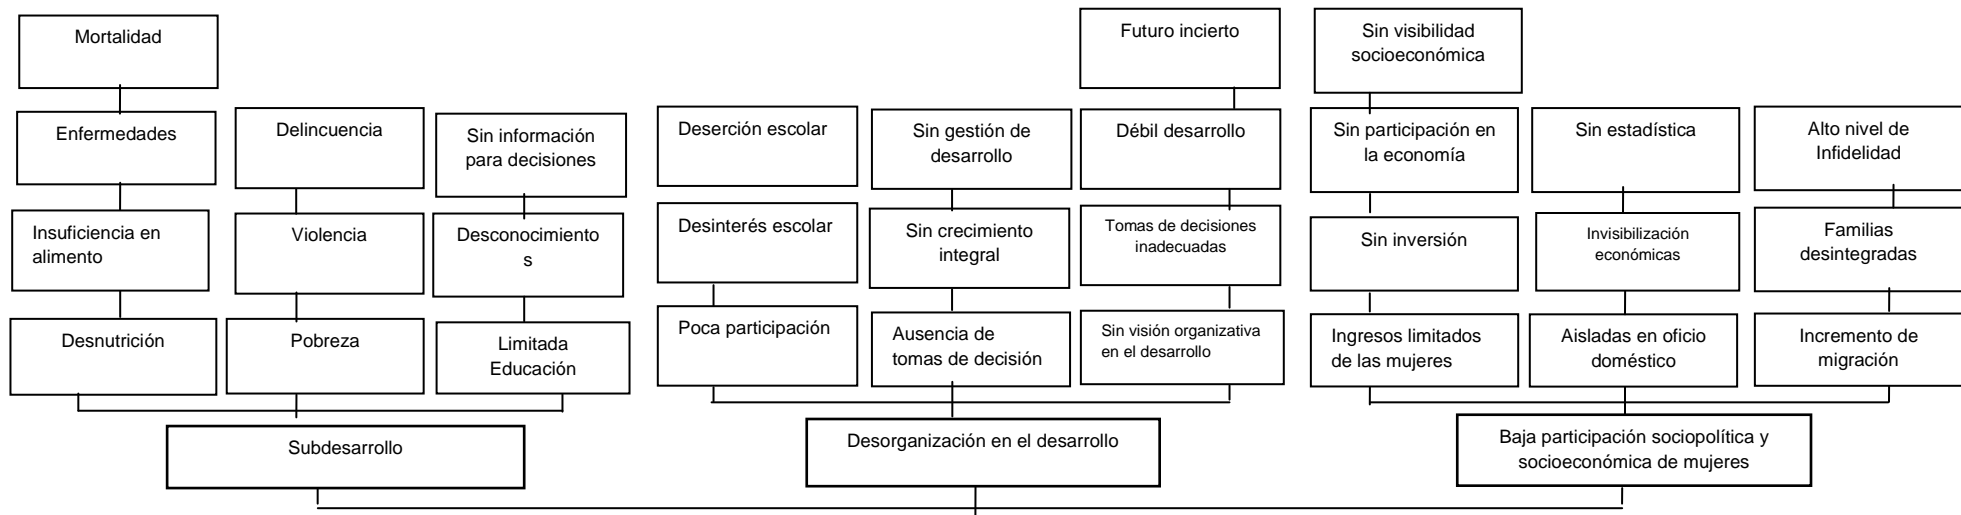 Mortalidad
Futuro incierto
Sin visibilidad
socioeconómica
Enfermedades
Delincuencia
Sin información
para decisiones
Deserción escolar
Sin gestión de
desarrollo
Débil desarrollo
Sin participación en
la economía
Sin estadística
Alto nivel de
Infidelidad
Insuficiencia en
alimento
Violencia
Desconocimiento
s
Desinterés escolar
Sin crecimiento
integral
Tomas de decisiones
inadecuadas
Sin inversión
Invisibilización
económicas
Familias
desintegradas
Desnutrición
Pobreza
Limitada
Educación
Poca participación
Ausencia de
tomas de decisión
Sin visión organizativa
en el desarrollo
Ingresos limitados
de las mujeres
Aisladas en oficio
doméstico
Incremento de
migración
Subdesarrollo
Desorganización en el desarrollo
Baja participación sociopolítica y
socioeconómica de mujeres